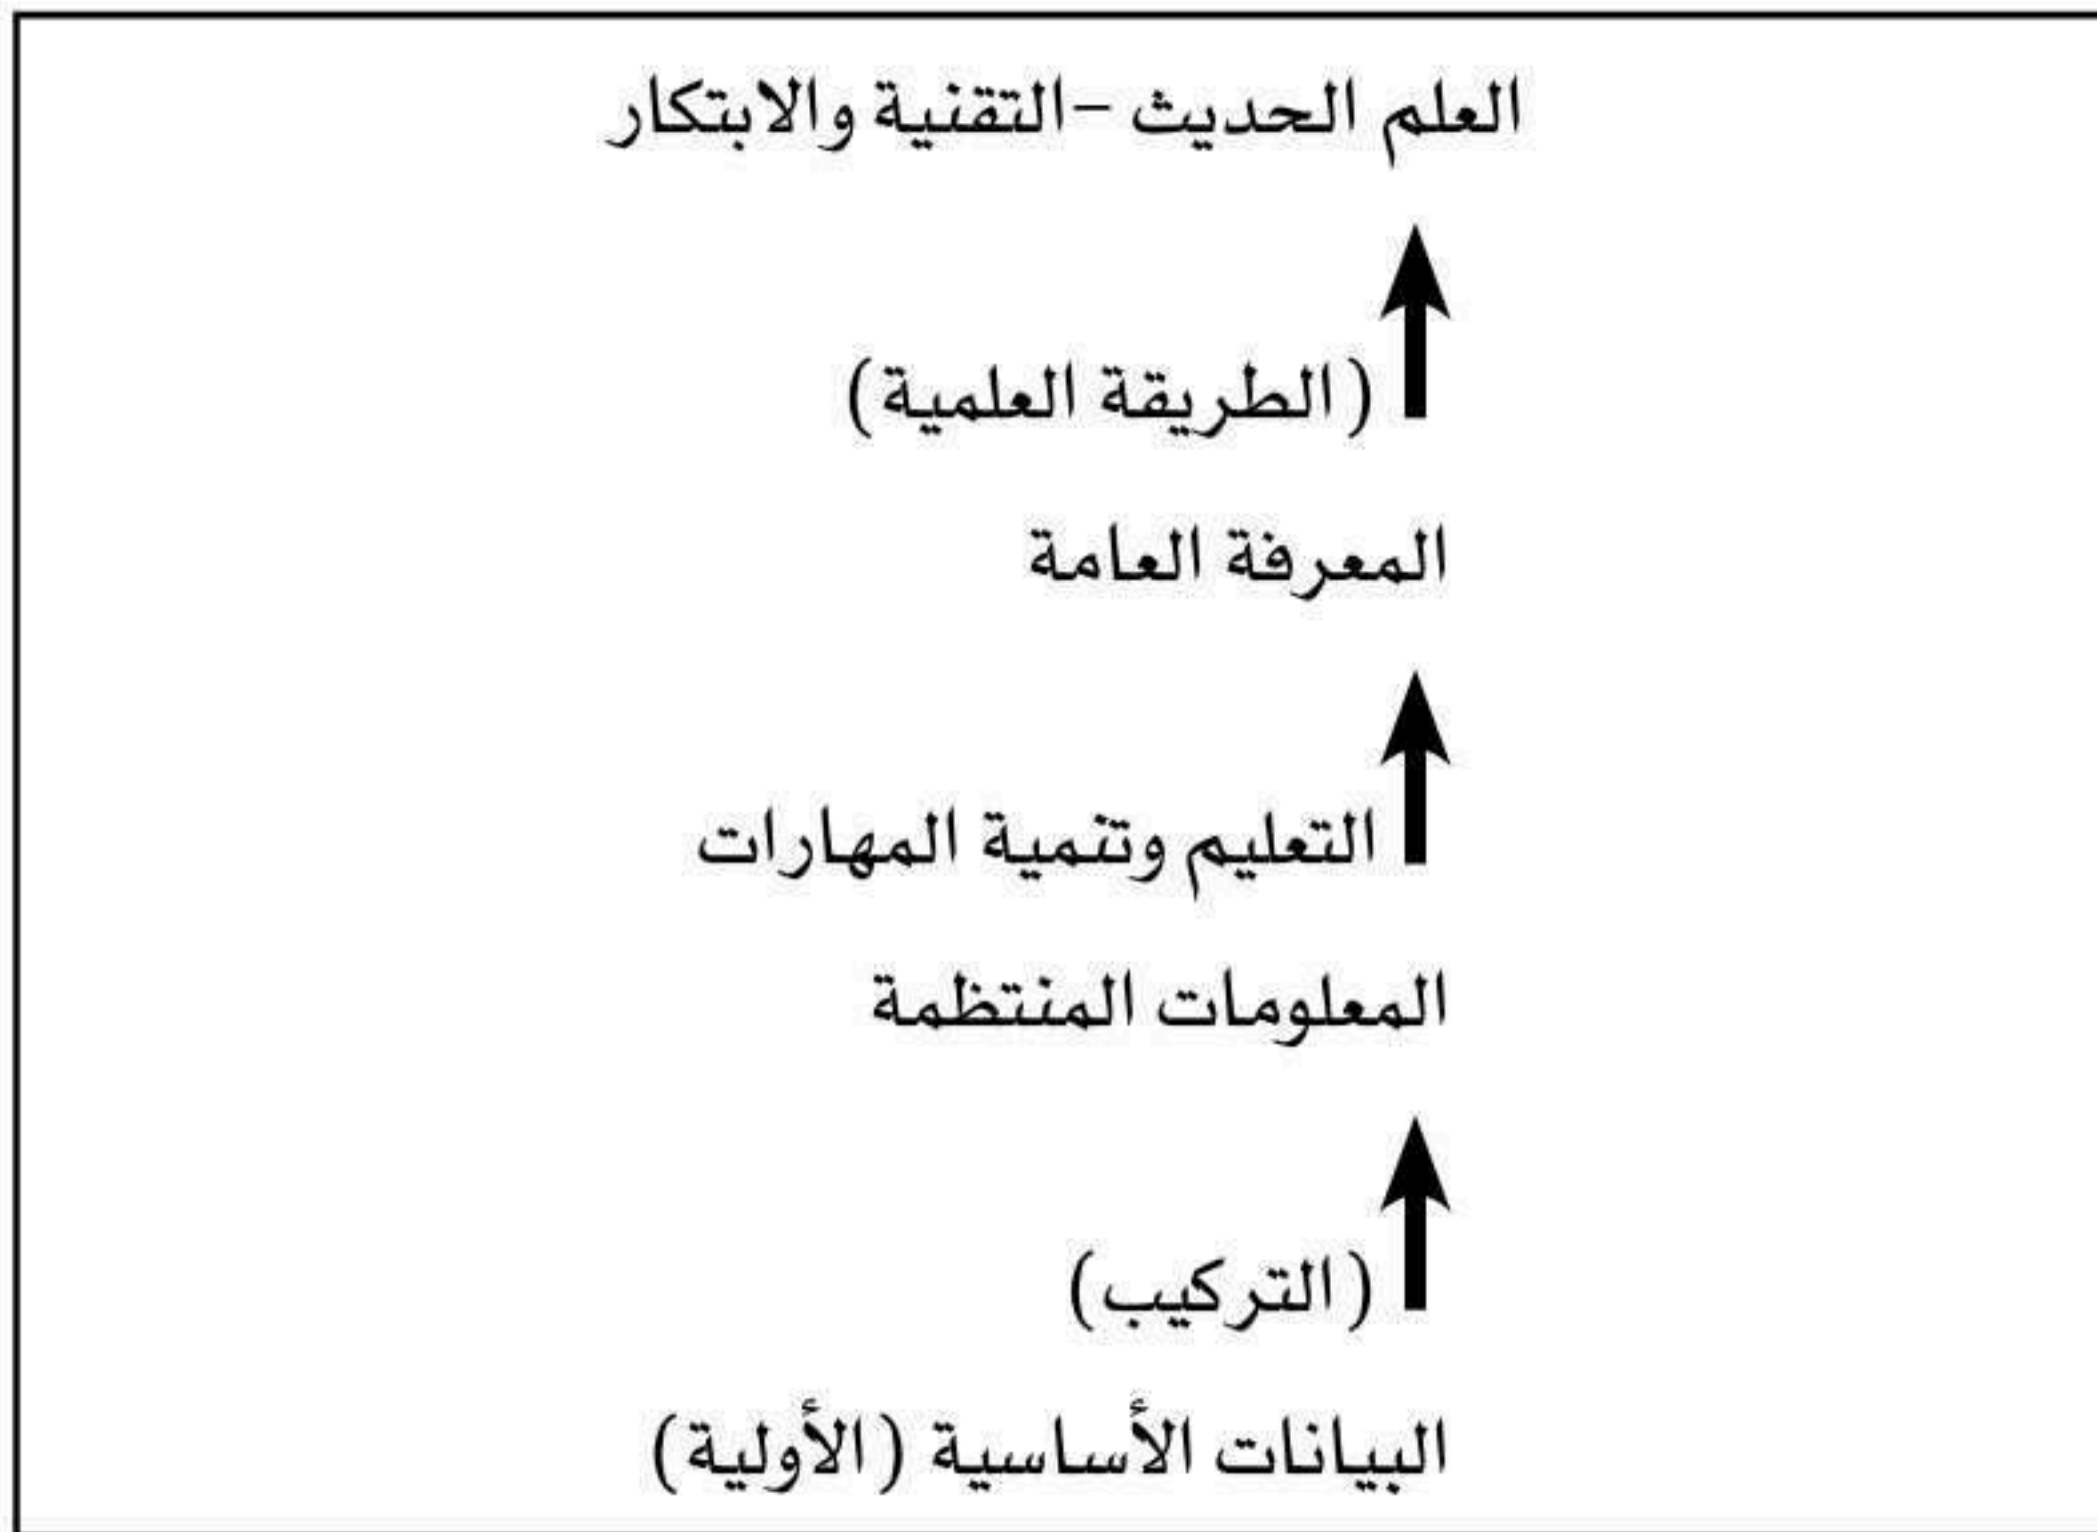 العلم الحديث -التقنية والابتكار
(الطريقة العلمية)
المعرفة العامة
التعليم وتنمية المهارات
المعلومات المنتظمة
(التركيب)
البيانات الأساسية (الأولية)